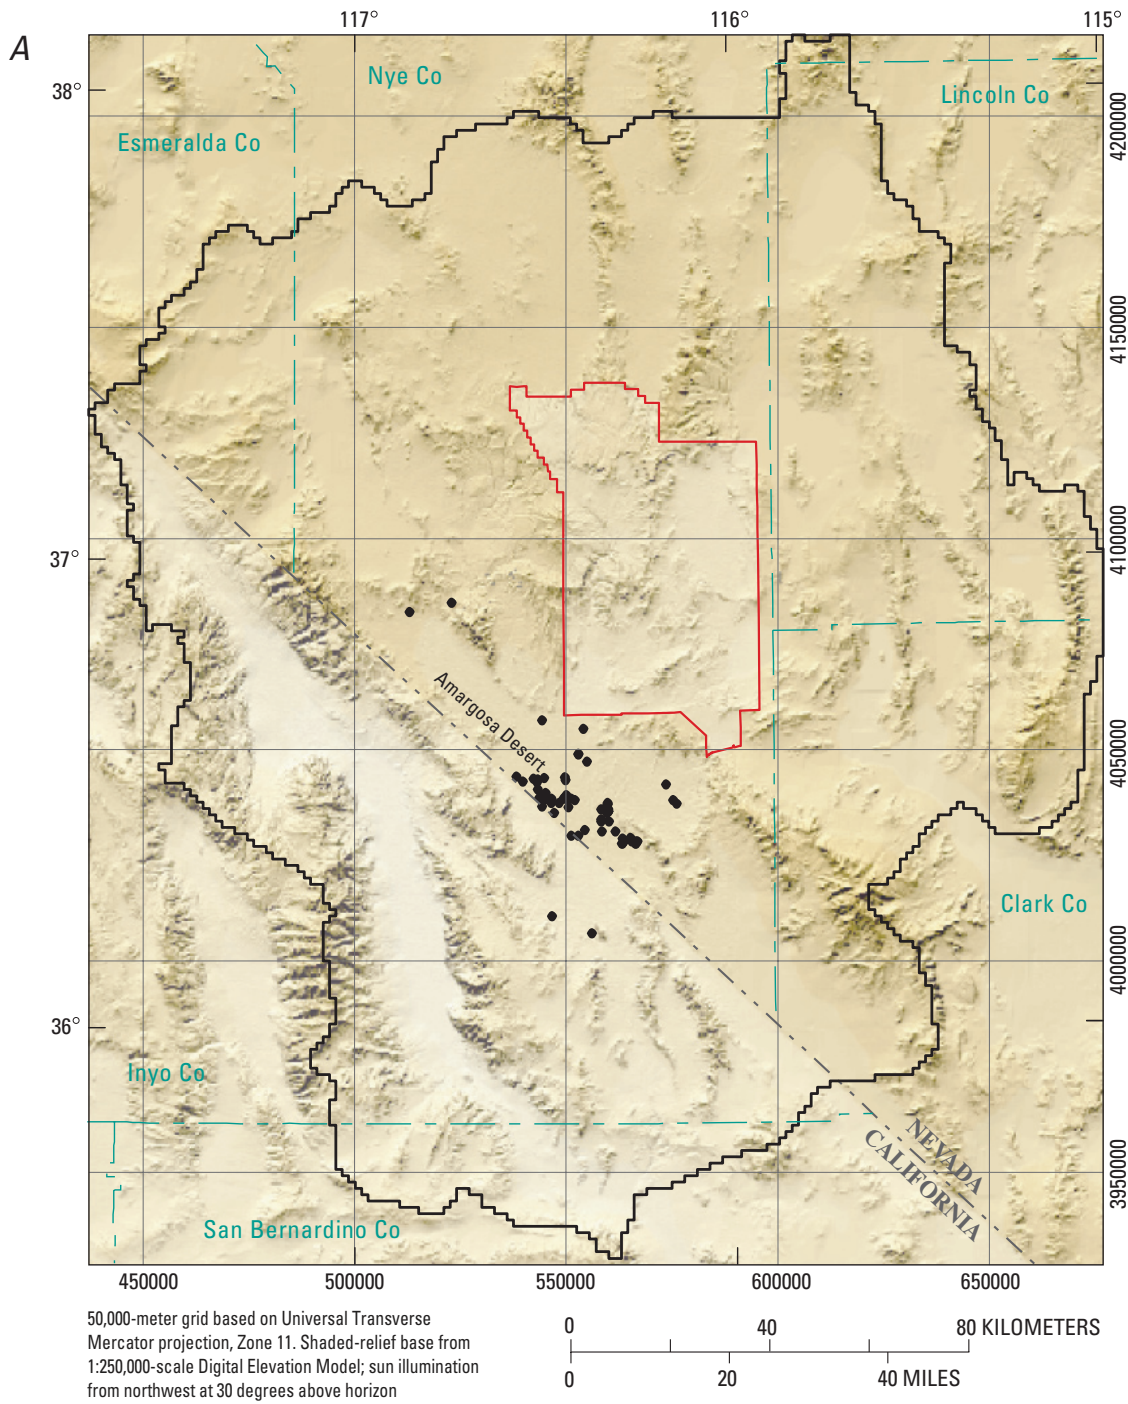 A
117°
116°
115°
38°
37°
36°
Nye Co
Lincoln Co
Esmeralda Co
4200000
4150000
4100000
4050000
4000000
3950000
Amargosa Desert
Clark Co
Inyo Co
San Bernardino Co
NEVADA
CALIFORNIA
450000
500000
550000
600000
650000
50,000-meter grid based on Universal Transverse
Mercator projection, Zone 11. Shaded-relief base from
1:250,000-scale Digital Elevation Model; sun illumination
from northwest at 30 degrees above horizon
0 40 80 KILOMETERS
0 20 40 MILES